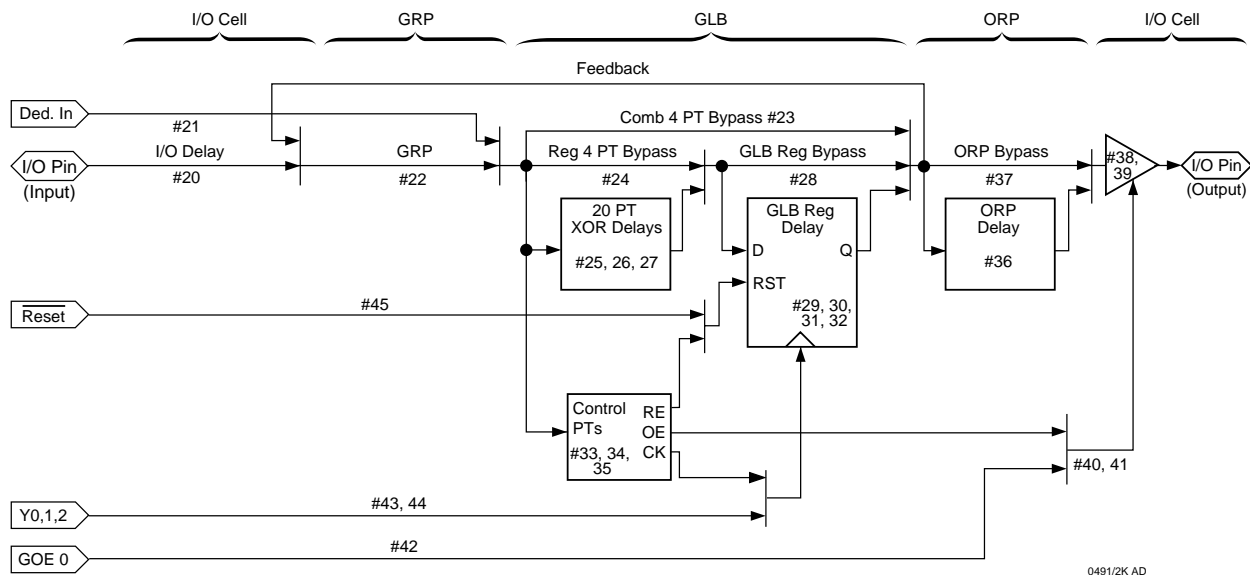 I/O Cell
GRP
GLB
ORP
I/O Cell
Feedback
Ded. In
#21
Comb 4 PT Bypass #23
I/O Pin
(Input)
I/O Delay
#20
GRP
#22
Reg 4 PT Bypass
#24
GLB Reg Bypass
#28
ORP Bypass
#37
#38,
39
I/O Pin
(Output)
20 PT
XOR Delays
#25, 26, 27
GLB Reg
Delay
D
Q
RST
#29, 30,
31, 32
ORP
Delay
#36
Reset
#45
Control
PTs
RE
OE
CK
#33, 34,
35
#40, 41
Y0,1,2
#43, 44
GOE 0
#42
0491/2K AD